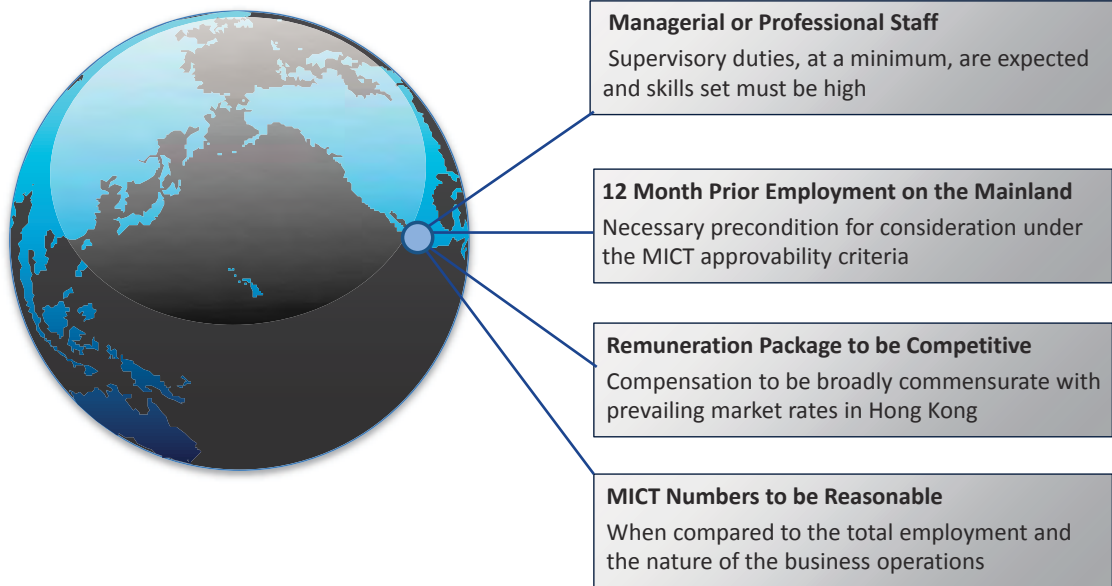 Managerial or Professional Staff
Supervisory duties, at a minimum, are expected
and skills set must be high
12 Month Prior Employment on the Mainland
Necessary precondition for consideration under
the MICT approvability criteria
Remuneration Package to be Competitive
Compensation to be broadly commensurate with
prevailing market rates in Hong Kong
MICT Numbers to be Reasonable
When compared to the total employment and
the nature of the business operations